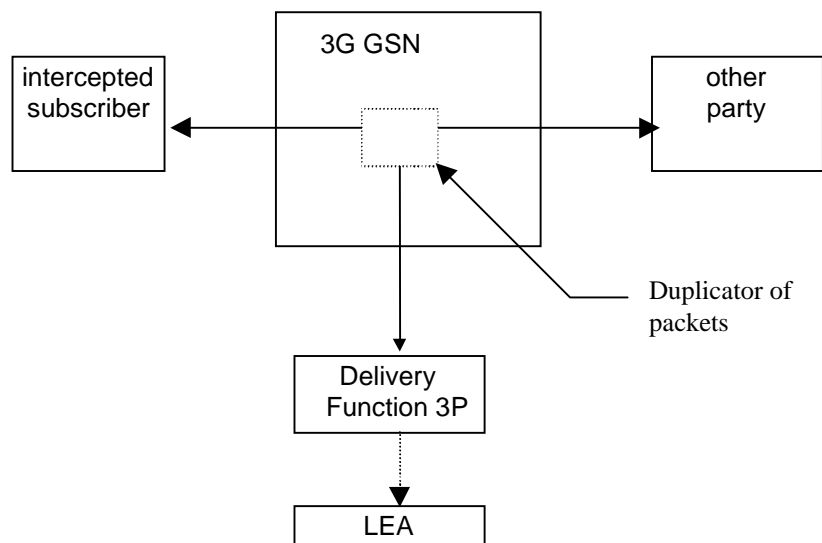 3G GSN
intercepted
subscriber
other
party
Duplicator of
packets
Delivery
Function 3P
LEA